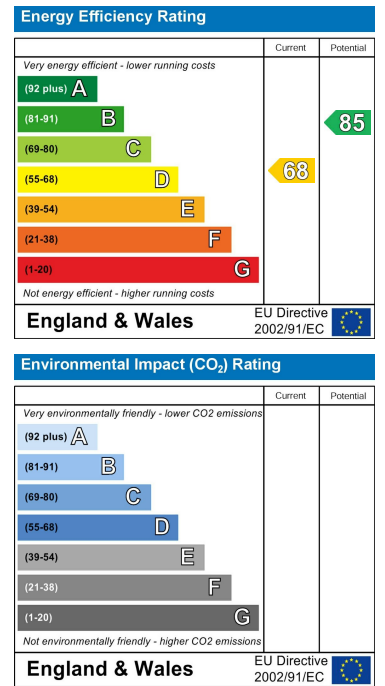 Energy Efficiency Rating
Current Potential
Very energy efficient - lower running costs
(92 plus) A
(81-91) B
(69-80) C
(55-68) D
(39-54) E
(21-38) F
(1-20) G
68
85
Not energy efficient - higher running costs
England & Wales
EU Directive
2002/91/EC
Environmental Impact (CO₂) Rating
Current Potential
Very environmentally friendly - lower CO2 emissions
(92 plus) A
(81-91) B
(69-80) C
(55-68) D
(39-54) E
(21-38) F
(1-20) G
Not environmentally friendly - higher CO2 emissions
England & Wales
EU Directive
2002/91/EC